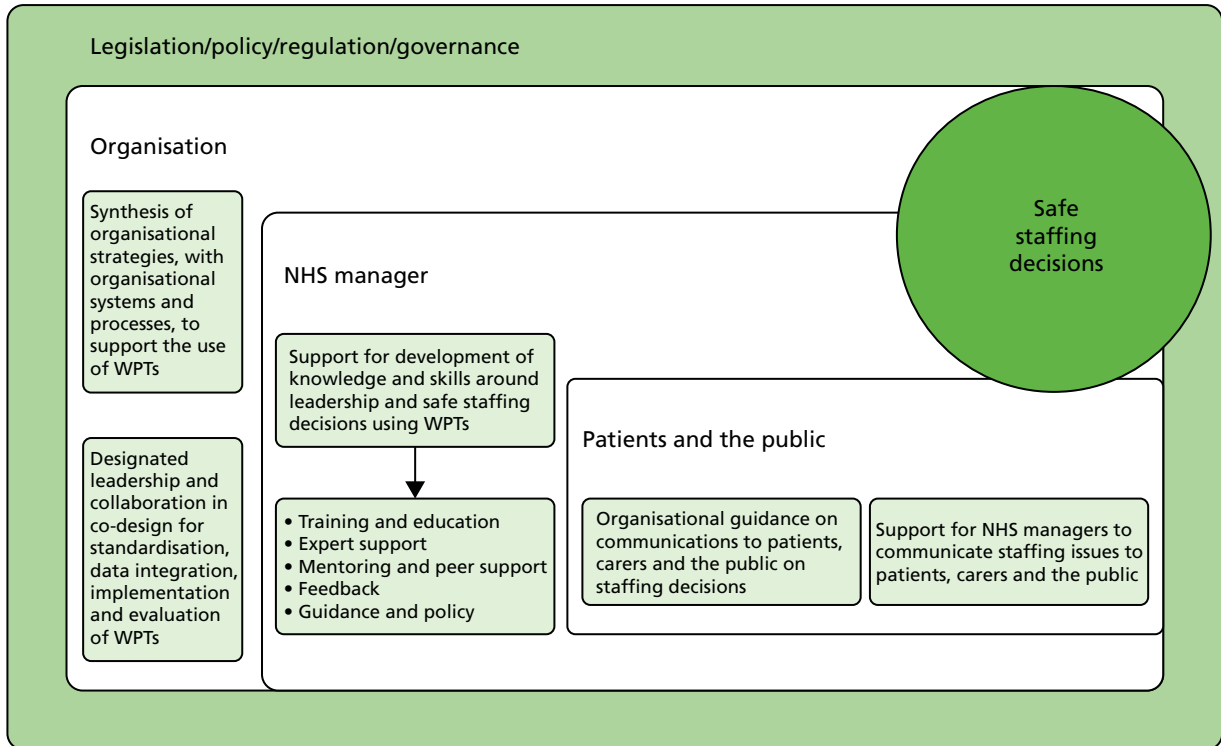 Legislation/policy/regulation/governance
Organisation
Synthesis of
organisational
strategies, with
organisational
systems and
processes, to
support the use
of WPTs
Designated
leadership and
collaboration in
co-design for
standardisation,
data integration,
implementation
and evaluation
of WPTs
NHS manager
Support for development of
knowledge and skills around
leadership and safe staffing
decisions using WPTs
• Training and education
• Expert support
• Mentoring and peer support
• Feedback
• Guidance and policy
Patients and the public
Organisational guidance on
communications to patients,
carers and the public on
staffing decisions
Support for NHS managers to
communicate staffing issues to
patients, carers and the public
Safe
staffing
decisions